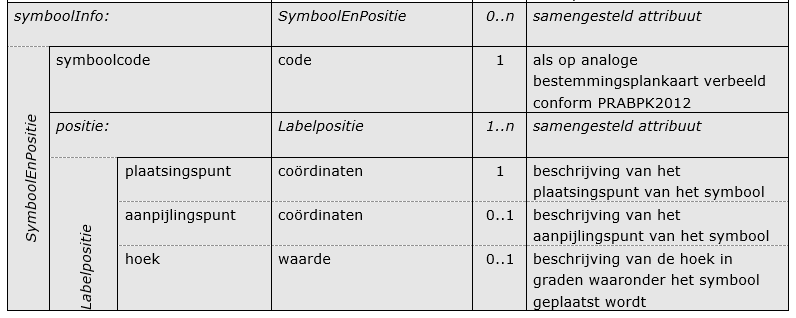 symboolInfo: SymboolEnPositie 0..n samengesteld attribuut
symboolcode code 1 als op analoge
bestemmingsplankaart verbeeld
conform PRABPK2012
positie: Labelpositie 1..n samengesteld attribuut
plaatsingspunt coördinaten 1 beschrijving van het
plaatsingspunt van het symbool
aanpijlingspunt coördinaten 0..1 beschrijving van het
aanpijlingspunt van het symbool
hoek waarde 0..1 beschrijving van de hoek in
graden waaronder het symbool
geplaatst wordt
SymboolEnPositie
Labelpositie